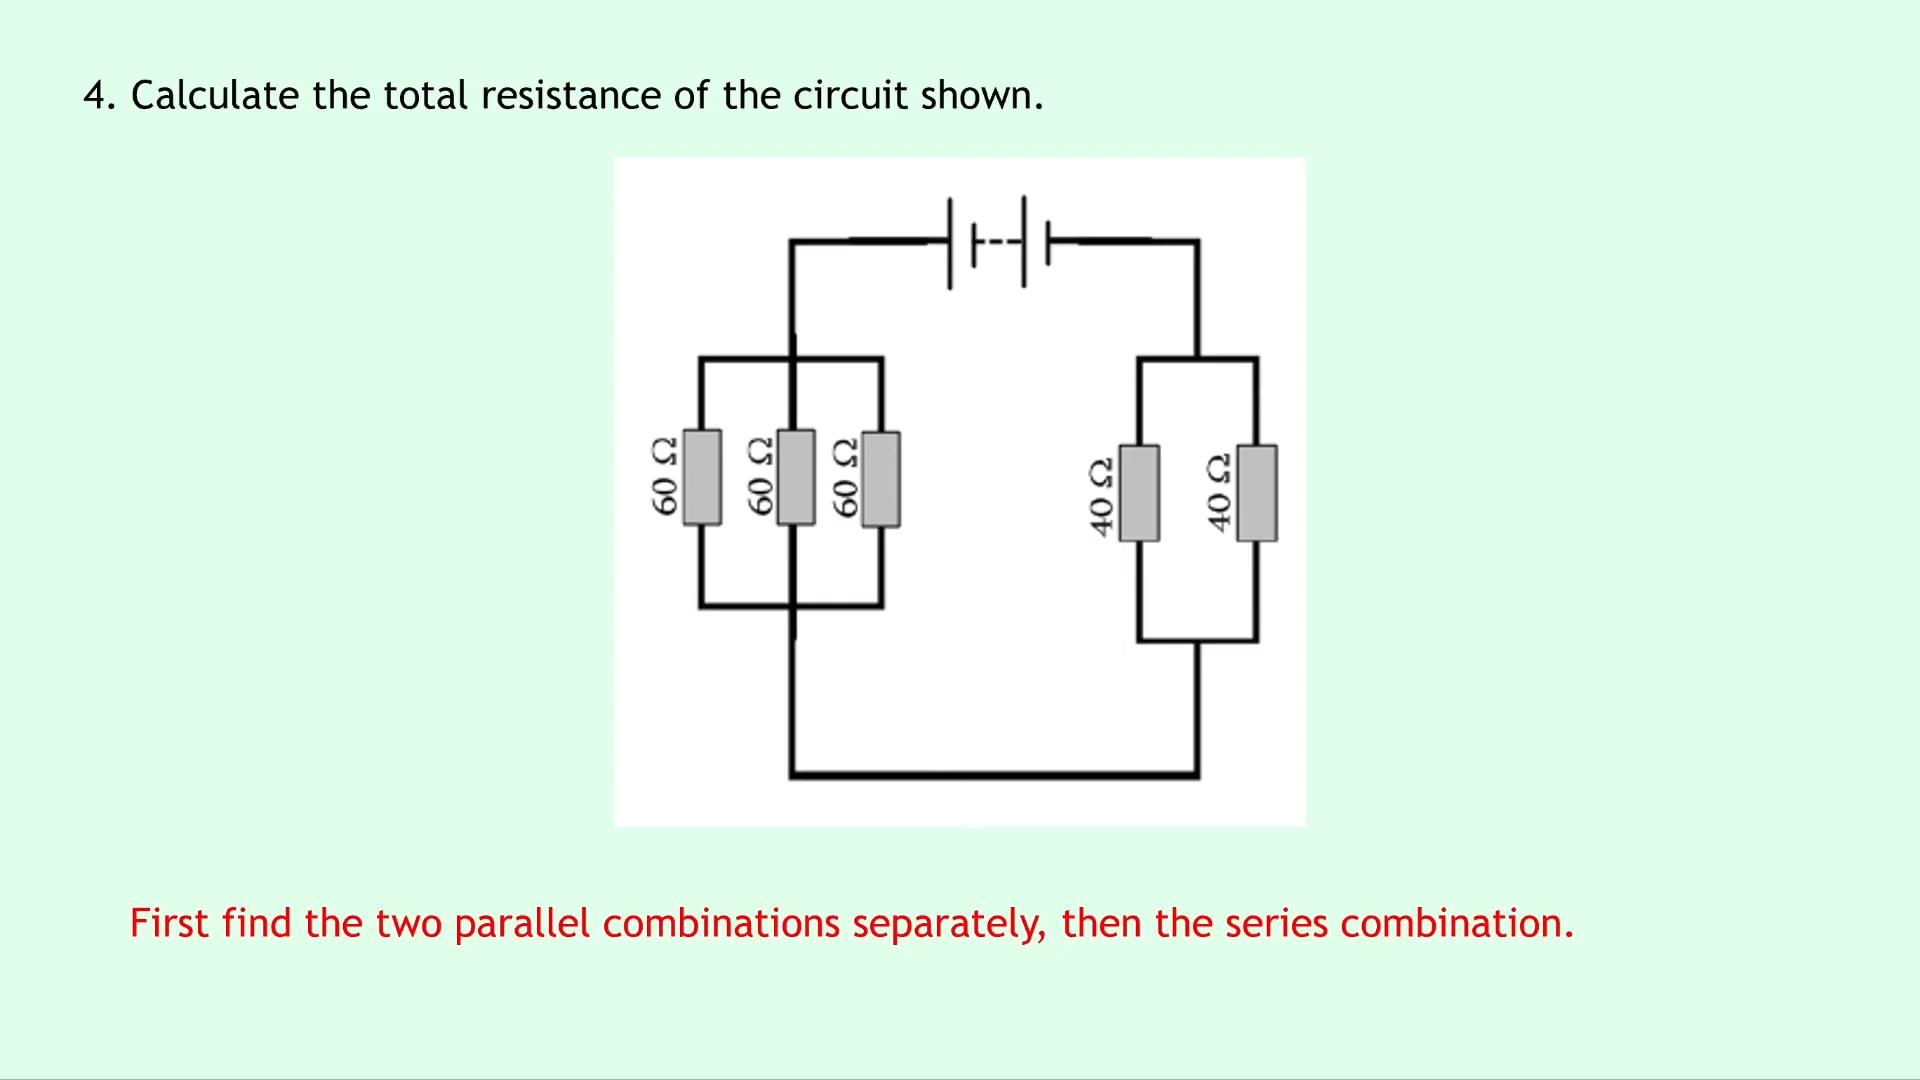 4. Calculate the total resistance of the circuit shown.
60 Ω
60 Ω
60 Ω
40 Ω
40 Ω
First find the two parallel combinations separately, then the series combination.